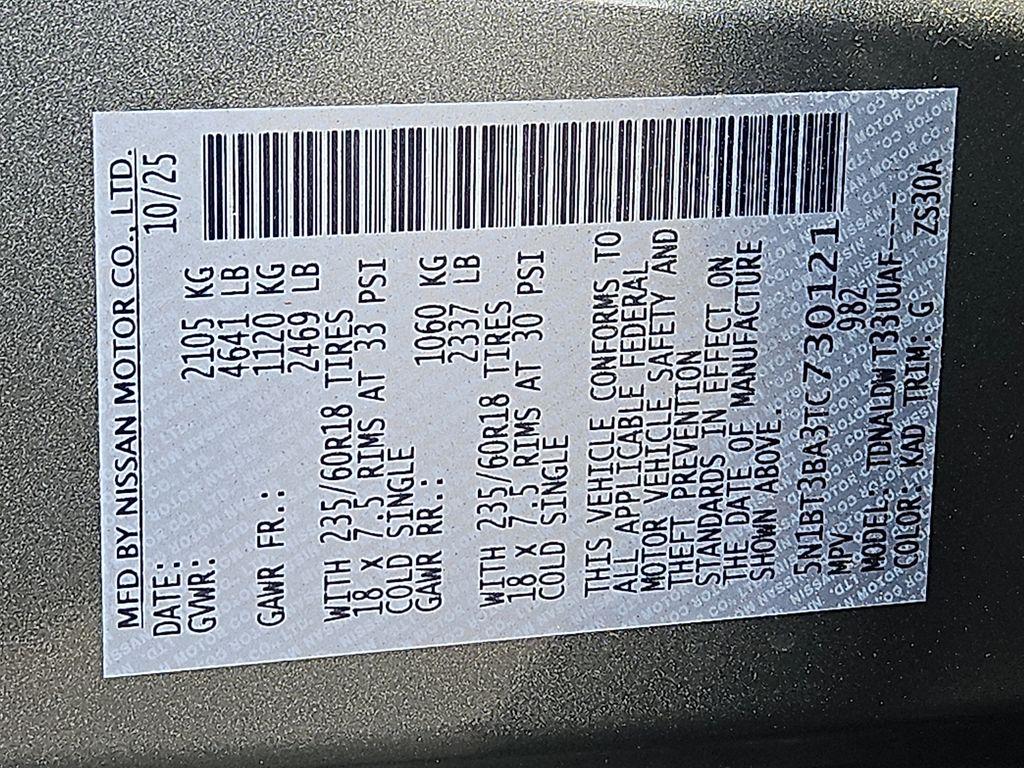 MFD BY NISSAN MOTOR CO., LTD.
DATE: 10/25
GVWR: 2105 KG
4641 LB
GAWR FR.: 1120 KG
2469 LB
WITH 235/60R18 TIRES
18 X 7.5 RIMS AT 33 PSI
COLD SINGLE
GAWR RR.: 1060 KG
2337 LB
WITH 235/60R18 TIRES
18 X 7.5 RIMS AT 30 PSI
COLD SINGLE
THIS VEHICLE CONFORMS TO
ALL APPLICABLE FEDERAL
MOTOR VEHICLE SAFETY AND
THEFT PREVENTION
STANDARDS IN EFFECT ON
THE DATE OF MANUFACTURE
SHOWN ABOVE.
5N1BT3BA3TC730121
MPV 982
MODEL: TDNALDW T33UUAF-----
COLOR: KAD TRIM: G ZS30A